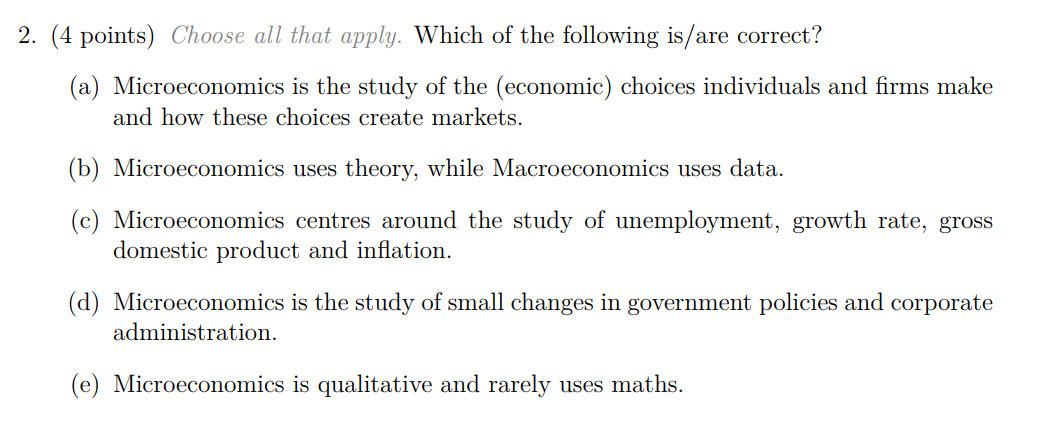 2. (4 points) Choose all that apply. Which of the following is/are correct?
(a) Microeconomics is the study of the (economic) choices individuals and firms make
and how these choices create markets.
(b) Microeconomics uses theory, while Macroeconomics uses data.
(c) Microeconomics centres around the study of unemployment, growth rate, gross
domestic product and inflation.
(d) Microeconomics is the study of small changes in government policies and corporate
administration.
(e) Microeconomics is qualitative and rarely uses maths.